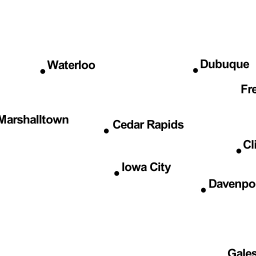 Waterloo
Dubuque
Fre
Marshalltown
Cedar Rapids
Cli
Iowa City
Davenpo
Gales